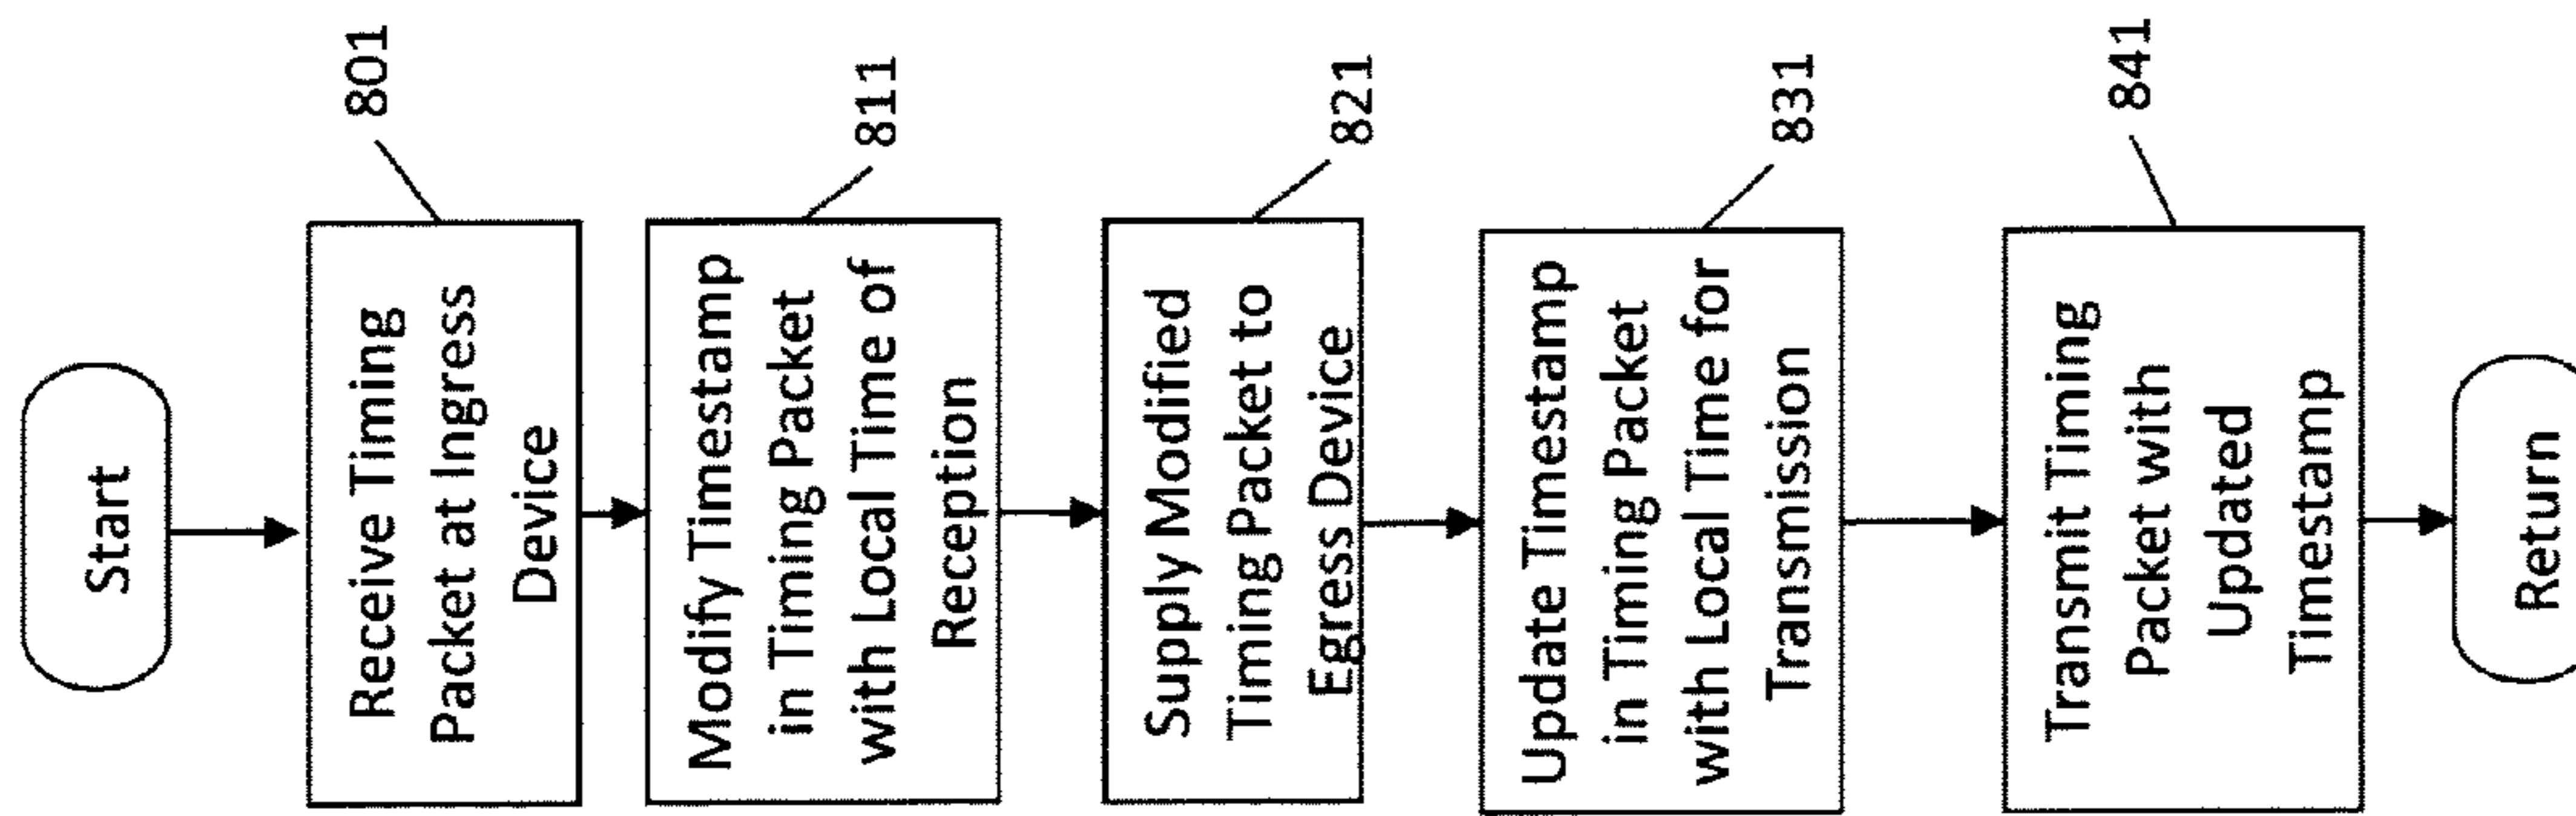 Start
Receive Timing
Packet at Ingress
Device
801
Modify Timestamp
in Timing Packet
with Local Time of
Reception
811
Supply Modified
Timing Packet to
Egress Device
821
Update Timestamp
in Timing Packet
with Local Time for
Transmission
831
Transmit Timing
Packet with
Updated
Timestamp
841
Return